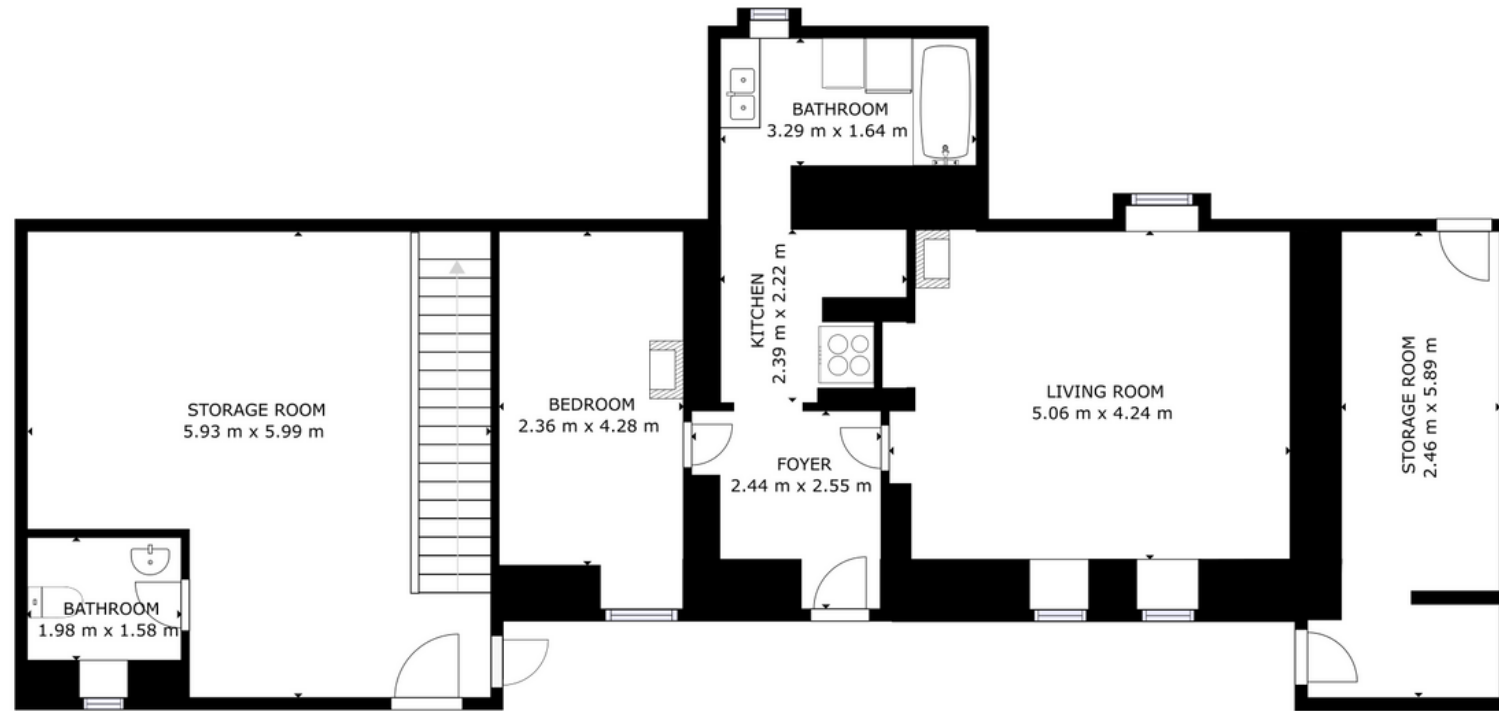 BATHROOM
3.29 m x 1.64 m
KITCHEN
2.39 m x 2.22 m
STORAGE ROOM
5.93 m x 5.99 m
BEDROOM
2.36 m x 4.28 m
LIVING ROOM
5.06 m x 4.24 m
STORAGE ROOM
2.46 m x 5.89 m
FOYER
2.44 m x 2.55 m
BATHROOM
1.98 m x 1.58 m